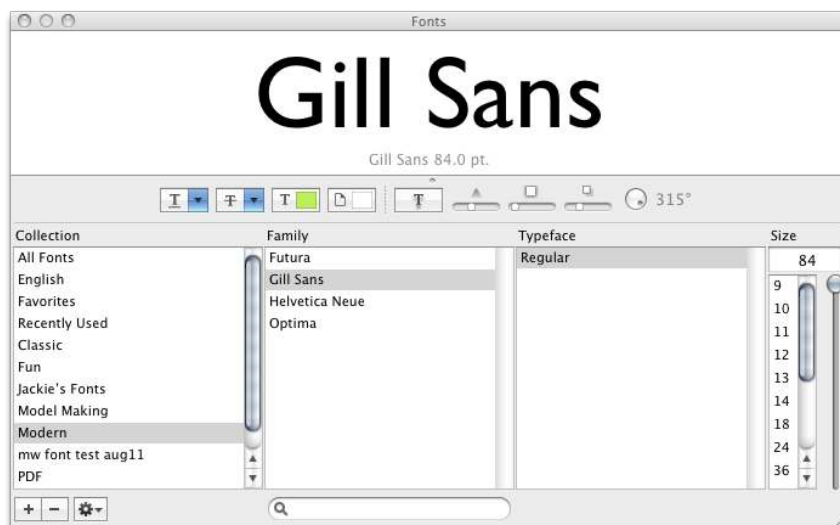 Fonts
Gill Sans
Gill Sans 84.0 pt.
T T T T 315°
Collection Family Typeface Size
All Fonts Futura Regular 84
English Gill Sans 9
Favorites Helvetica Neue 10
Recently Used Optima 11
Classic 12
Fun 13
Jackie's Fonts 14
Model Making 18
Modern 24
mw font test aug11 36
PDF